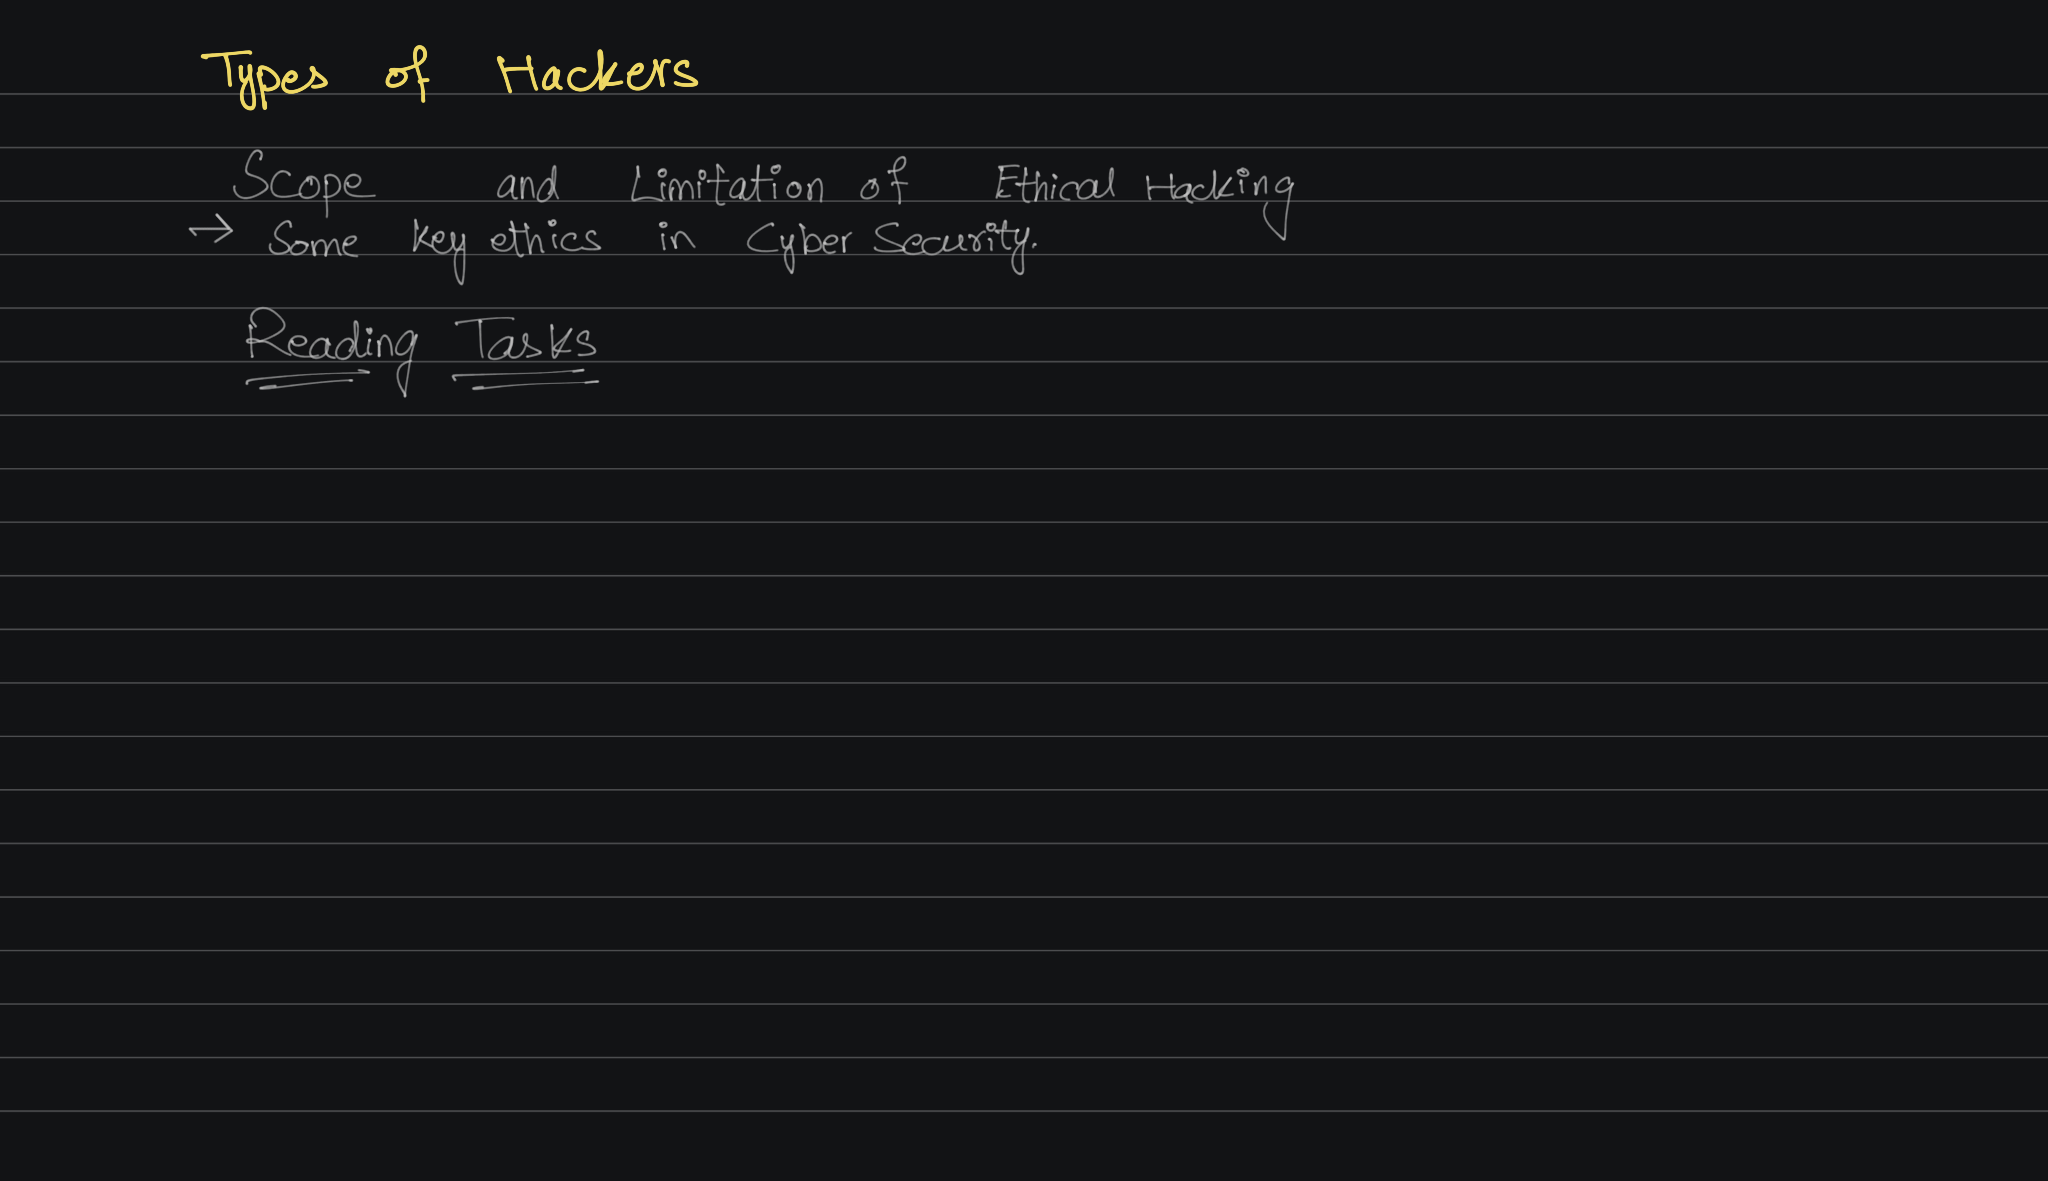 Types of Hackers
Scope and Limitation of Ethical Hacking
→ Some key ethics in Cyber Security.
Reading Tasks